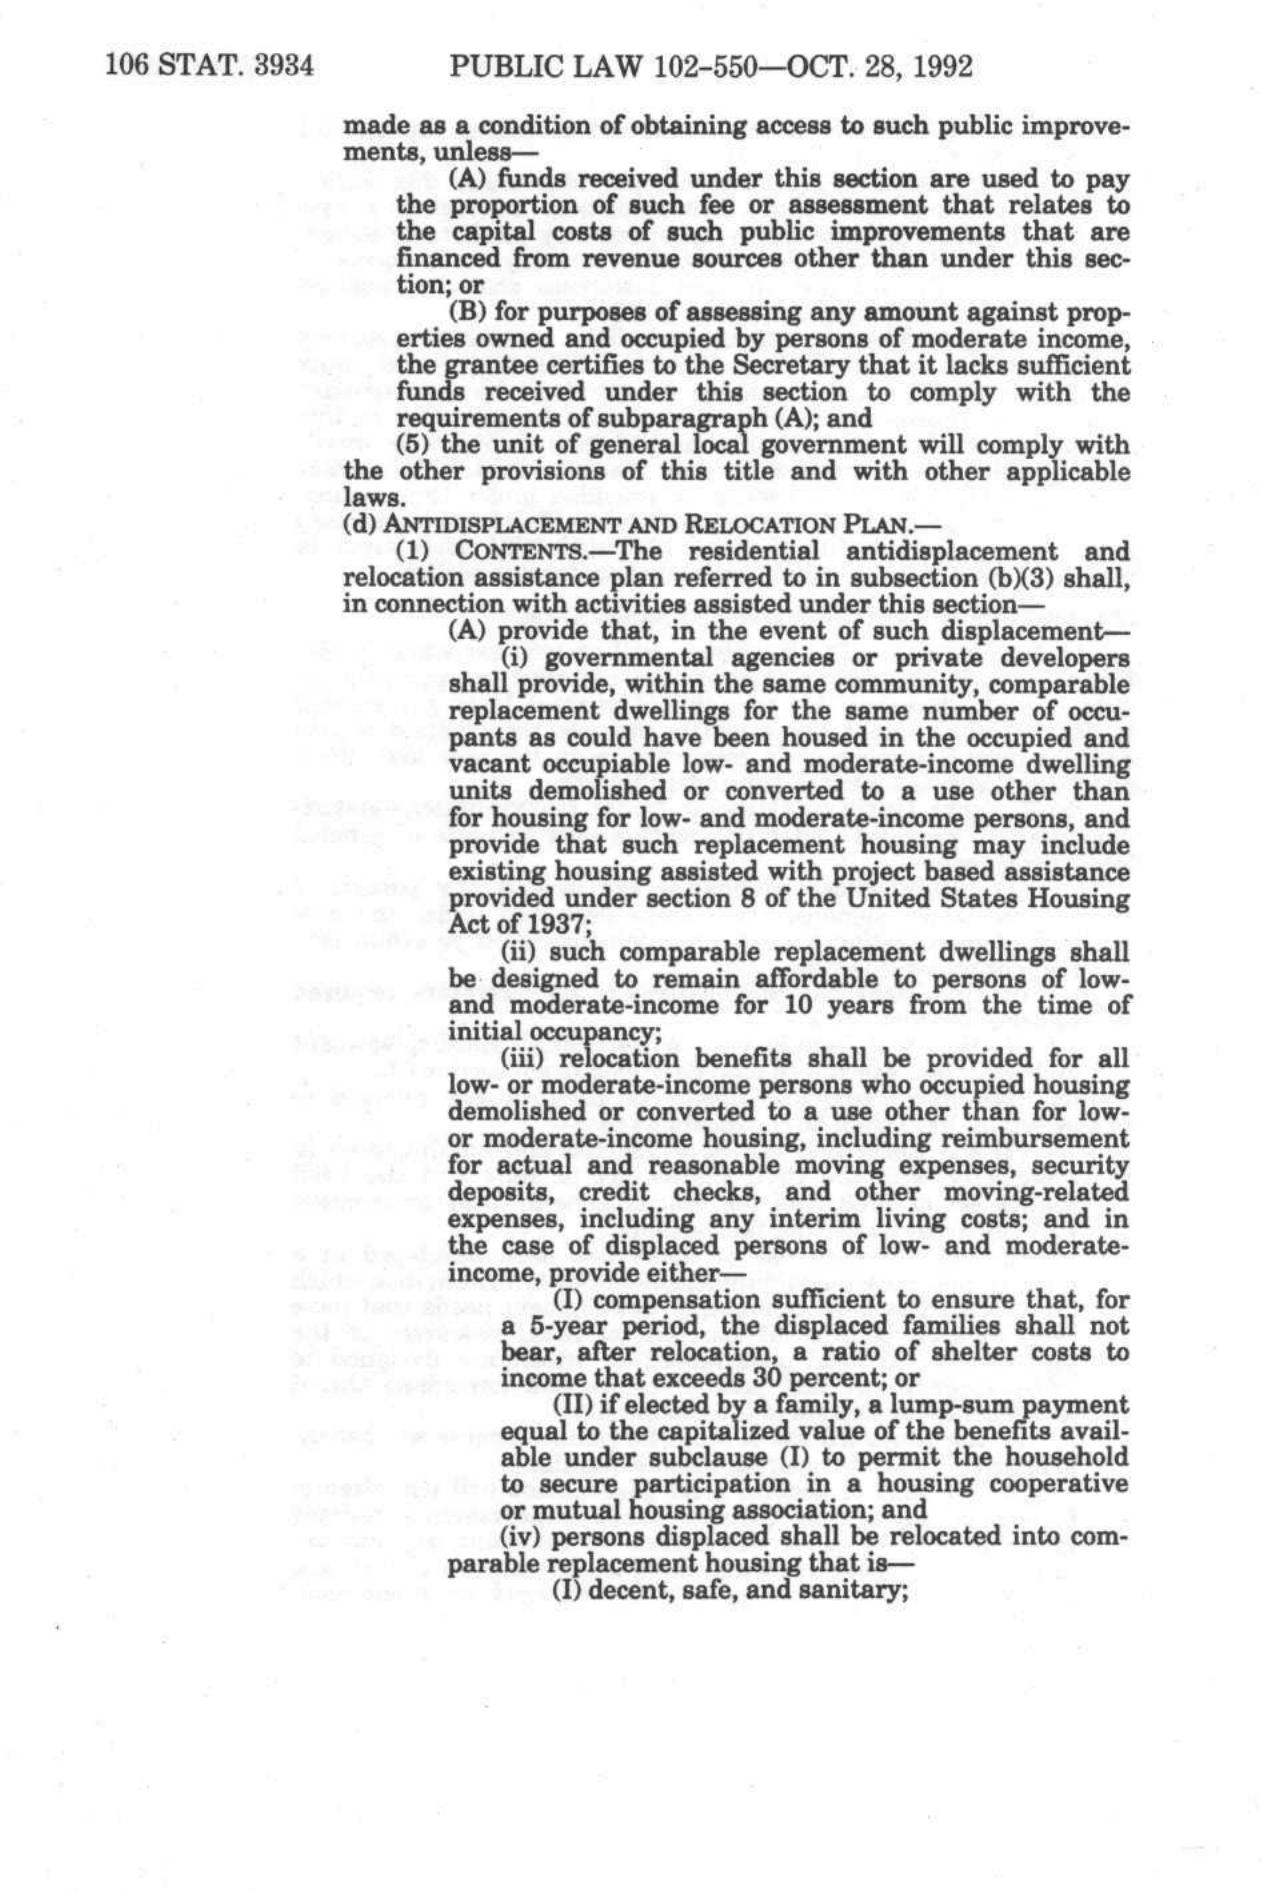 106 STAT. 3934 PUBLIC LAW 102-550—OCT. 28, 1992
made as a condition of obtaining access to such public improve-
ments, unless—
(A) funds received under this section are used to pay
the proportion of such fee or assessment that relates to
the capital costs of such public improvements that are
financed from revenue sources other than under this sec-
tion; or
(B) for purposes of assessing any amount against prop-
erties owned and occupied by persons of moderate income,
the grantee certifies to the Secretary that it lacks sufficient
funds received under this section to comply with the
requirements of subparagraph (A); and
(5) the unit of general local government will comply with
the other provisions of this title and with other applicable
laws.
(d) ANTIDISPLACEMENT AND RELOCATION PLAN.—
(1) CONTENTS.—The residential antidisplacement and
relocation assistance plan referred to in subsection (b)(3) shall,
in connection with activities assisted under this section—
(A) provide that, in the event of such displacement—
(i) governmental agencies or private developers
shall provide, within the same community, comparable
replacement dwellings for the same number of occu-
pants as could have been housed in the occupied and
vacant occupiable low- and moderate-income dwelling
units demolished or converted to a use other than
for housing for low- and moderate-income persons, and
provide that such replacement housing may include
existing housing assisted with project based assistance
provided under section 8 of the United States Housing
Act of 1937;
(ii) such comparable replacement dwellings shall
be designed to remain affordable to persons of low-
and moderate-income for 10 years from the time of
initial occupancy;
(iii) relocation benefits shall be provided for all
low- or moderate-income persons who occupied housing
demolished or converted to a use other than for low-
or moderate-income housing, including reimbursement
for actual and reasonable moving expenses, security
deposits, credit checks, and other moving-related
expenses, including any interim living costs; and in
the case of displaced persons of low- and moderate-
income, provide either—
(I) compensation sufficient to ensure that, for
a 5-year period, the displaced families shall not
bear, after relocation, a ratio of shelter costs to
income that exceeds 30 percent; or
(II) if elected by a family, a lump-sum payment
equal to the capitalized value of the benefits avail-
able under subclause (I) to permit the household
to secure participation in a housing cooperative
or mutual housing association; and
(iv) persons displaced shall be relocated into com-
parable replacement housing that is—
(I) decent, safe, and sanitary;